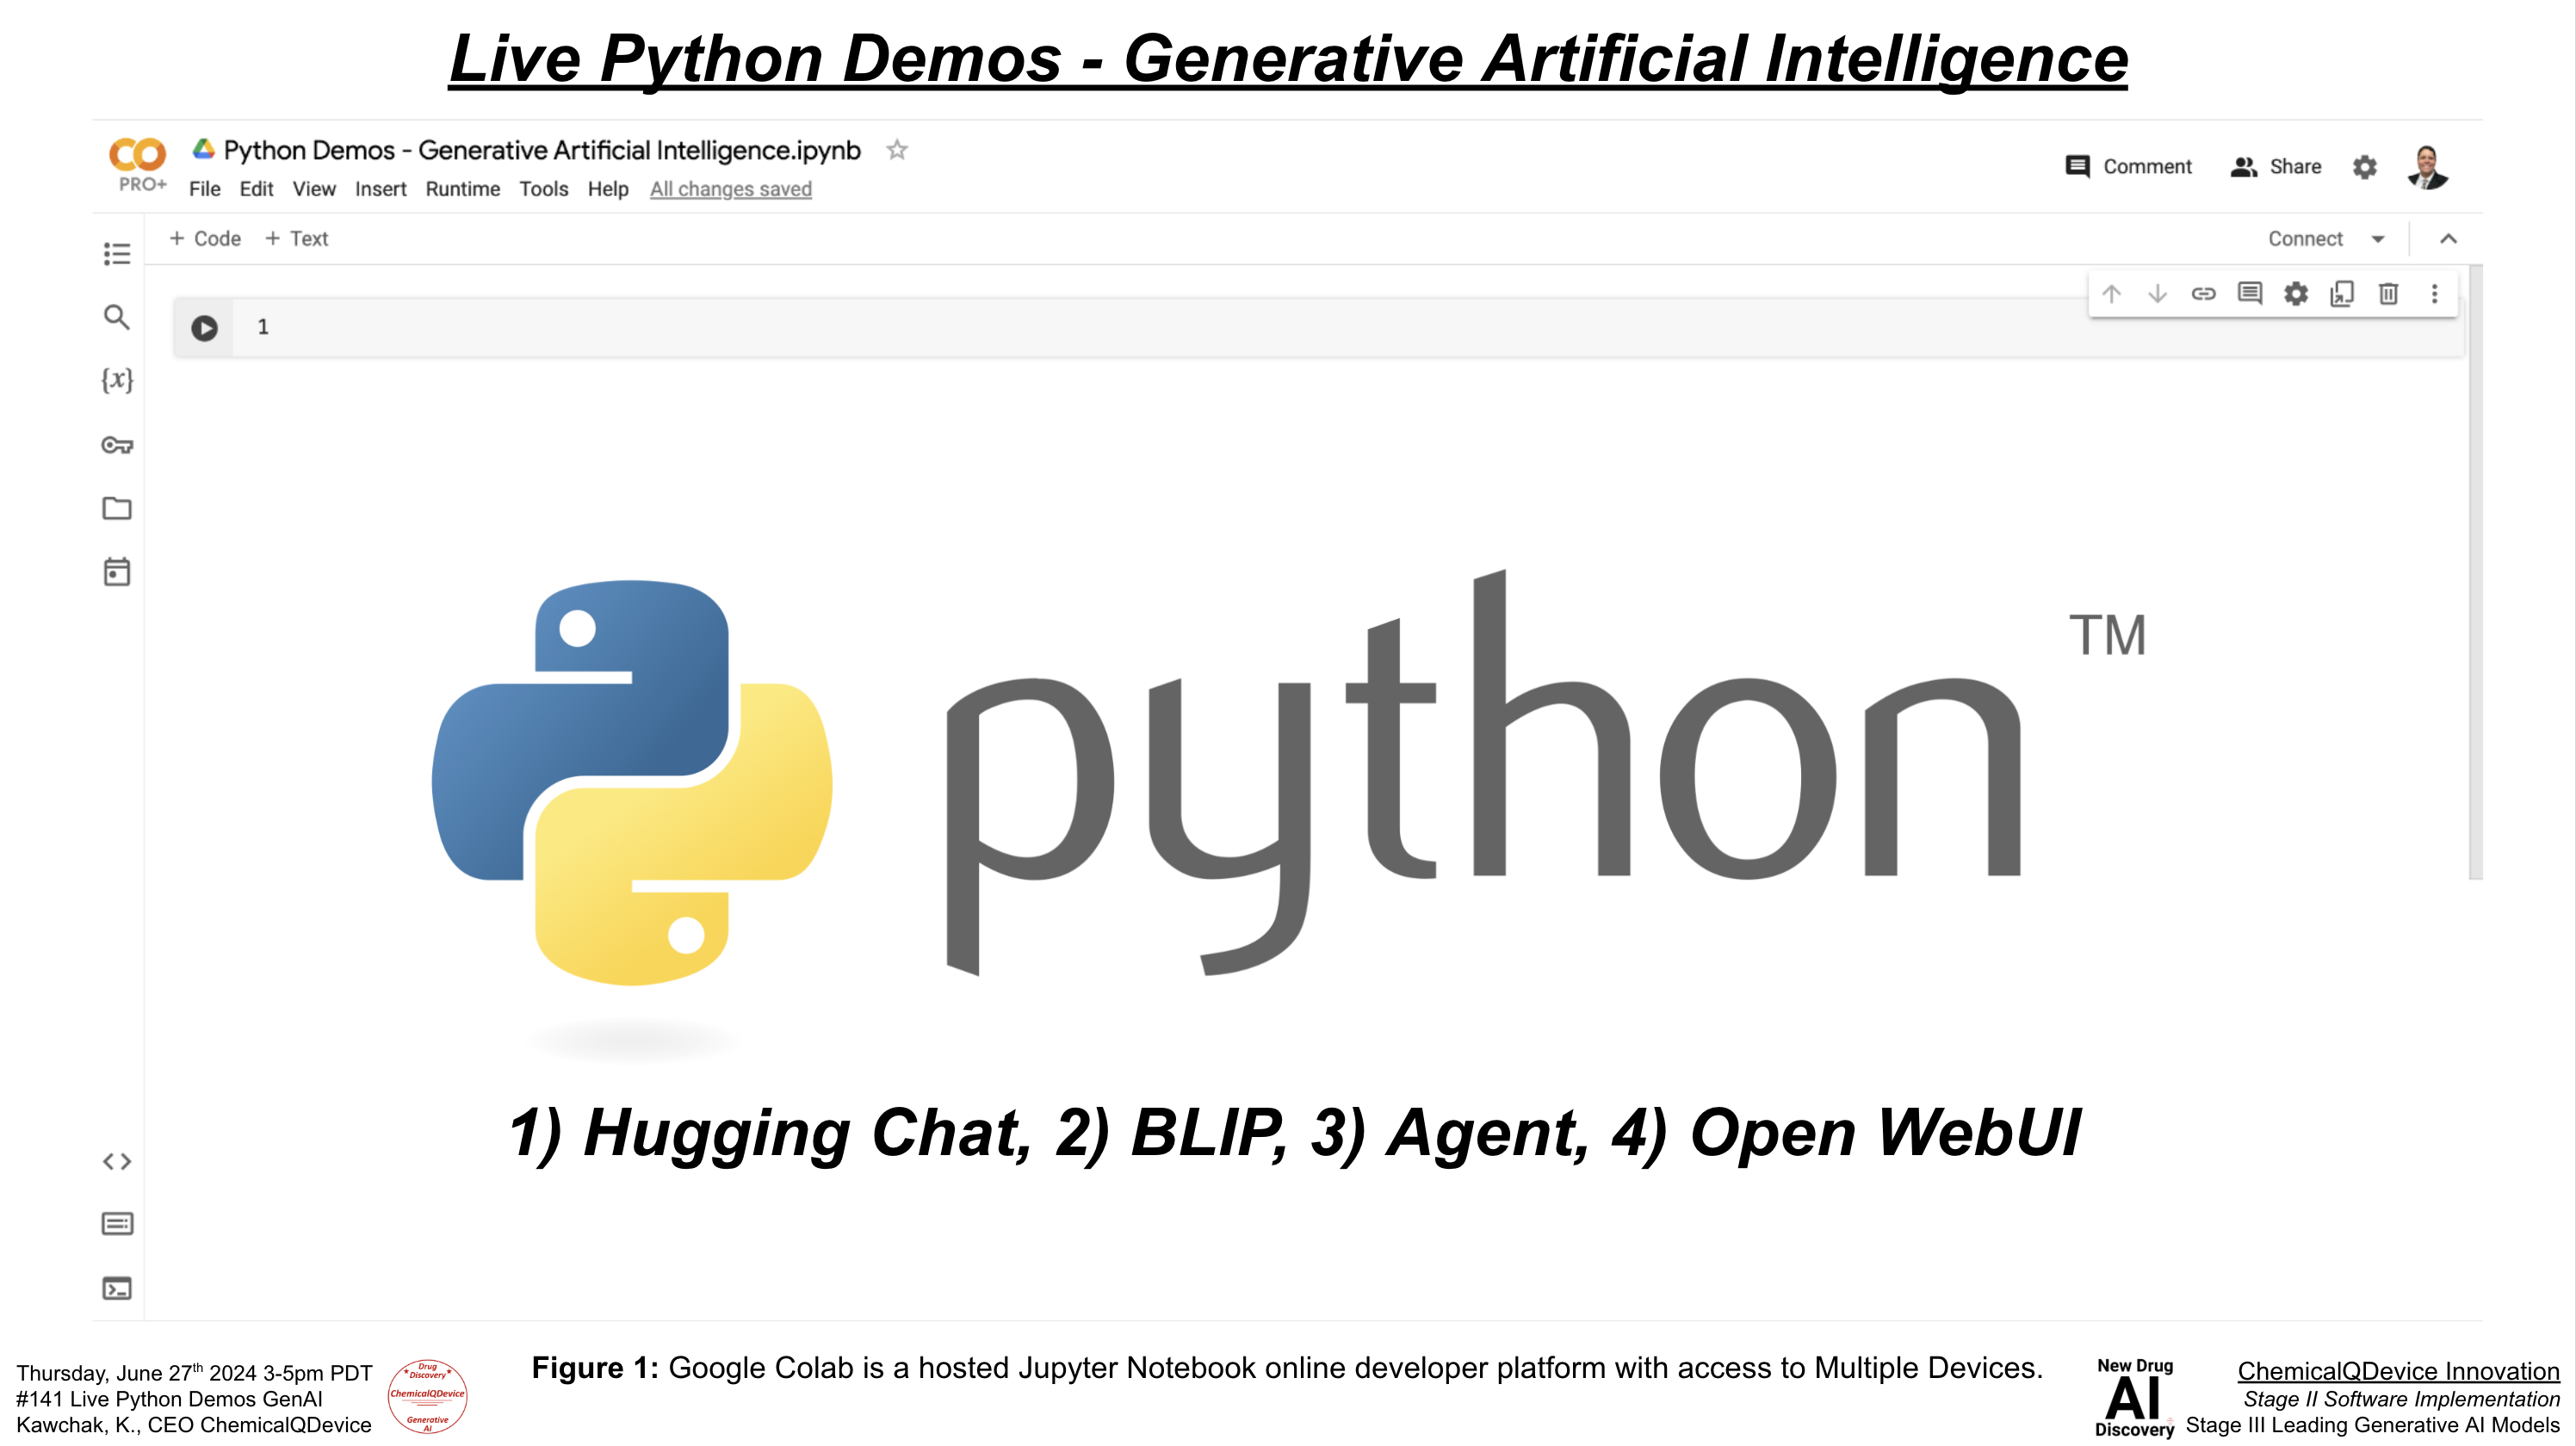 Live Python Demos - Generative Artificial Intelligence
CO
PRO+
Python Demos - Generative Artificial Intelligence.ipynb
File Edit View Insert Runtime Tools Help All changes saved
Comment Share
+ Code + Text
Connect
1
{x}
python TM
1) Hugging Chat, 2) BLIP, 3) Agent, 4) Open WebUI
Figure 1: Google Colab is a hosted Jupyter Notebook online developer platform with access to Multiple Devices.
Thursday, June 27th 2024 3-5pm PDT
#141 Live Python Demos GenAI
Kawchak, K., CEO ChemicalQDevice
Drug
Discovery
ChemicalQDevice
Generative
AI
New Drug
AI
Discovery
ChemicalQDevice Innovation
Stage II Software Implementation
Stage III Leading Generative AI Models